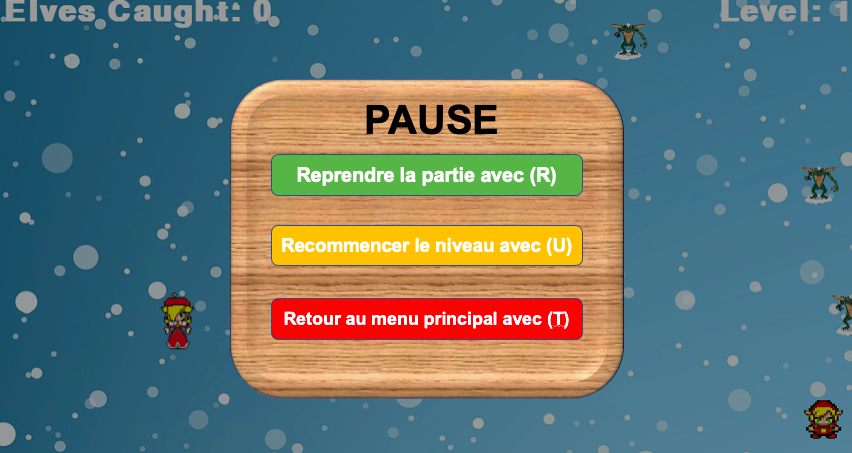 Elves Caught: 0
Level: 1
PAUSE
Reprendre la partie avec (R)
Recommencer le niveau avec (U)
Retour au menu principal avec (T)